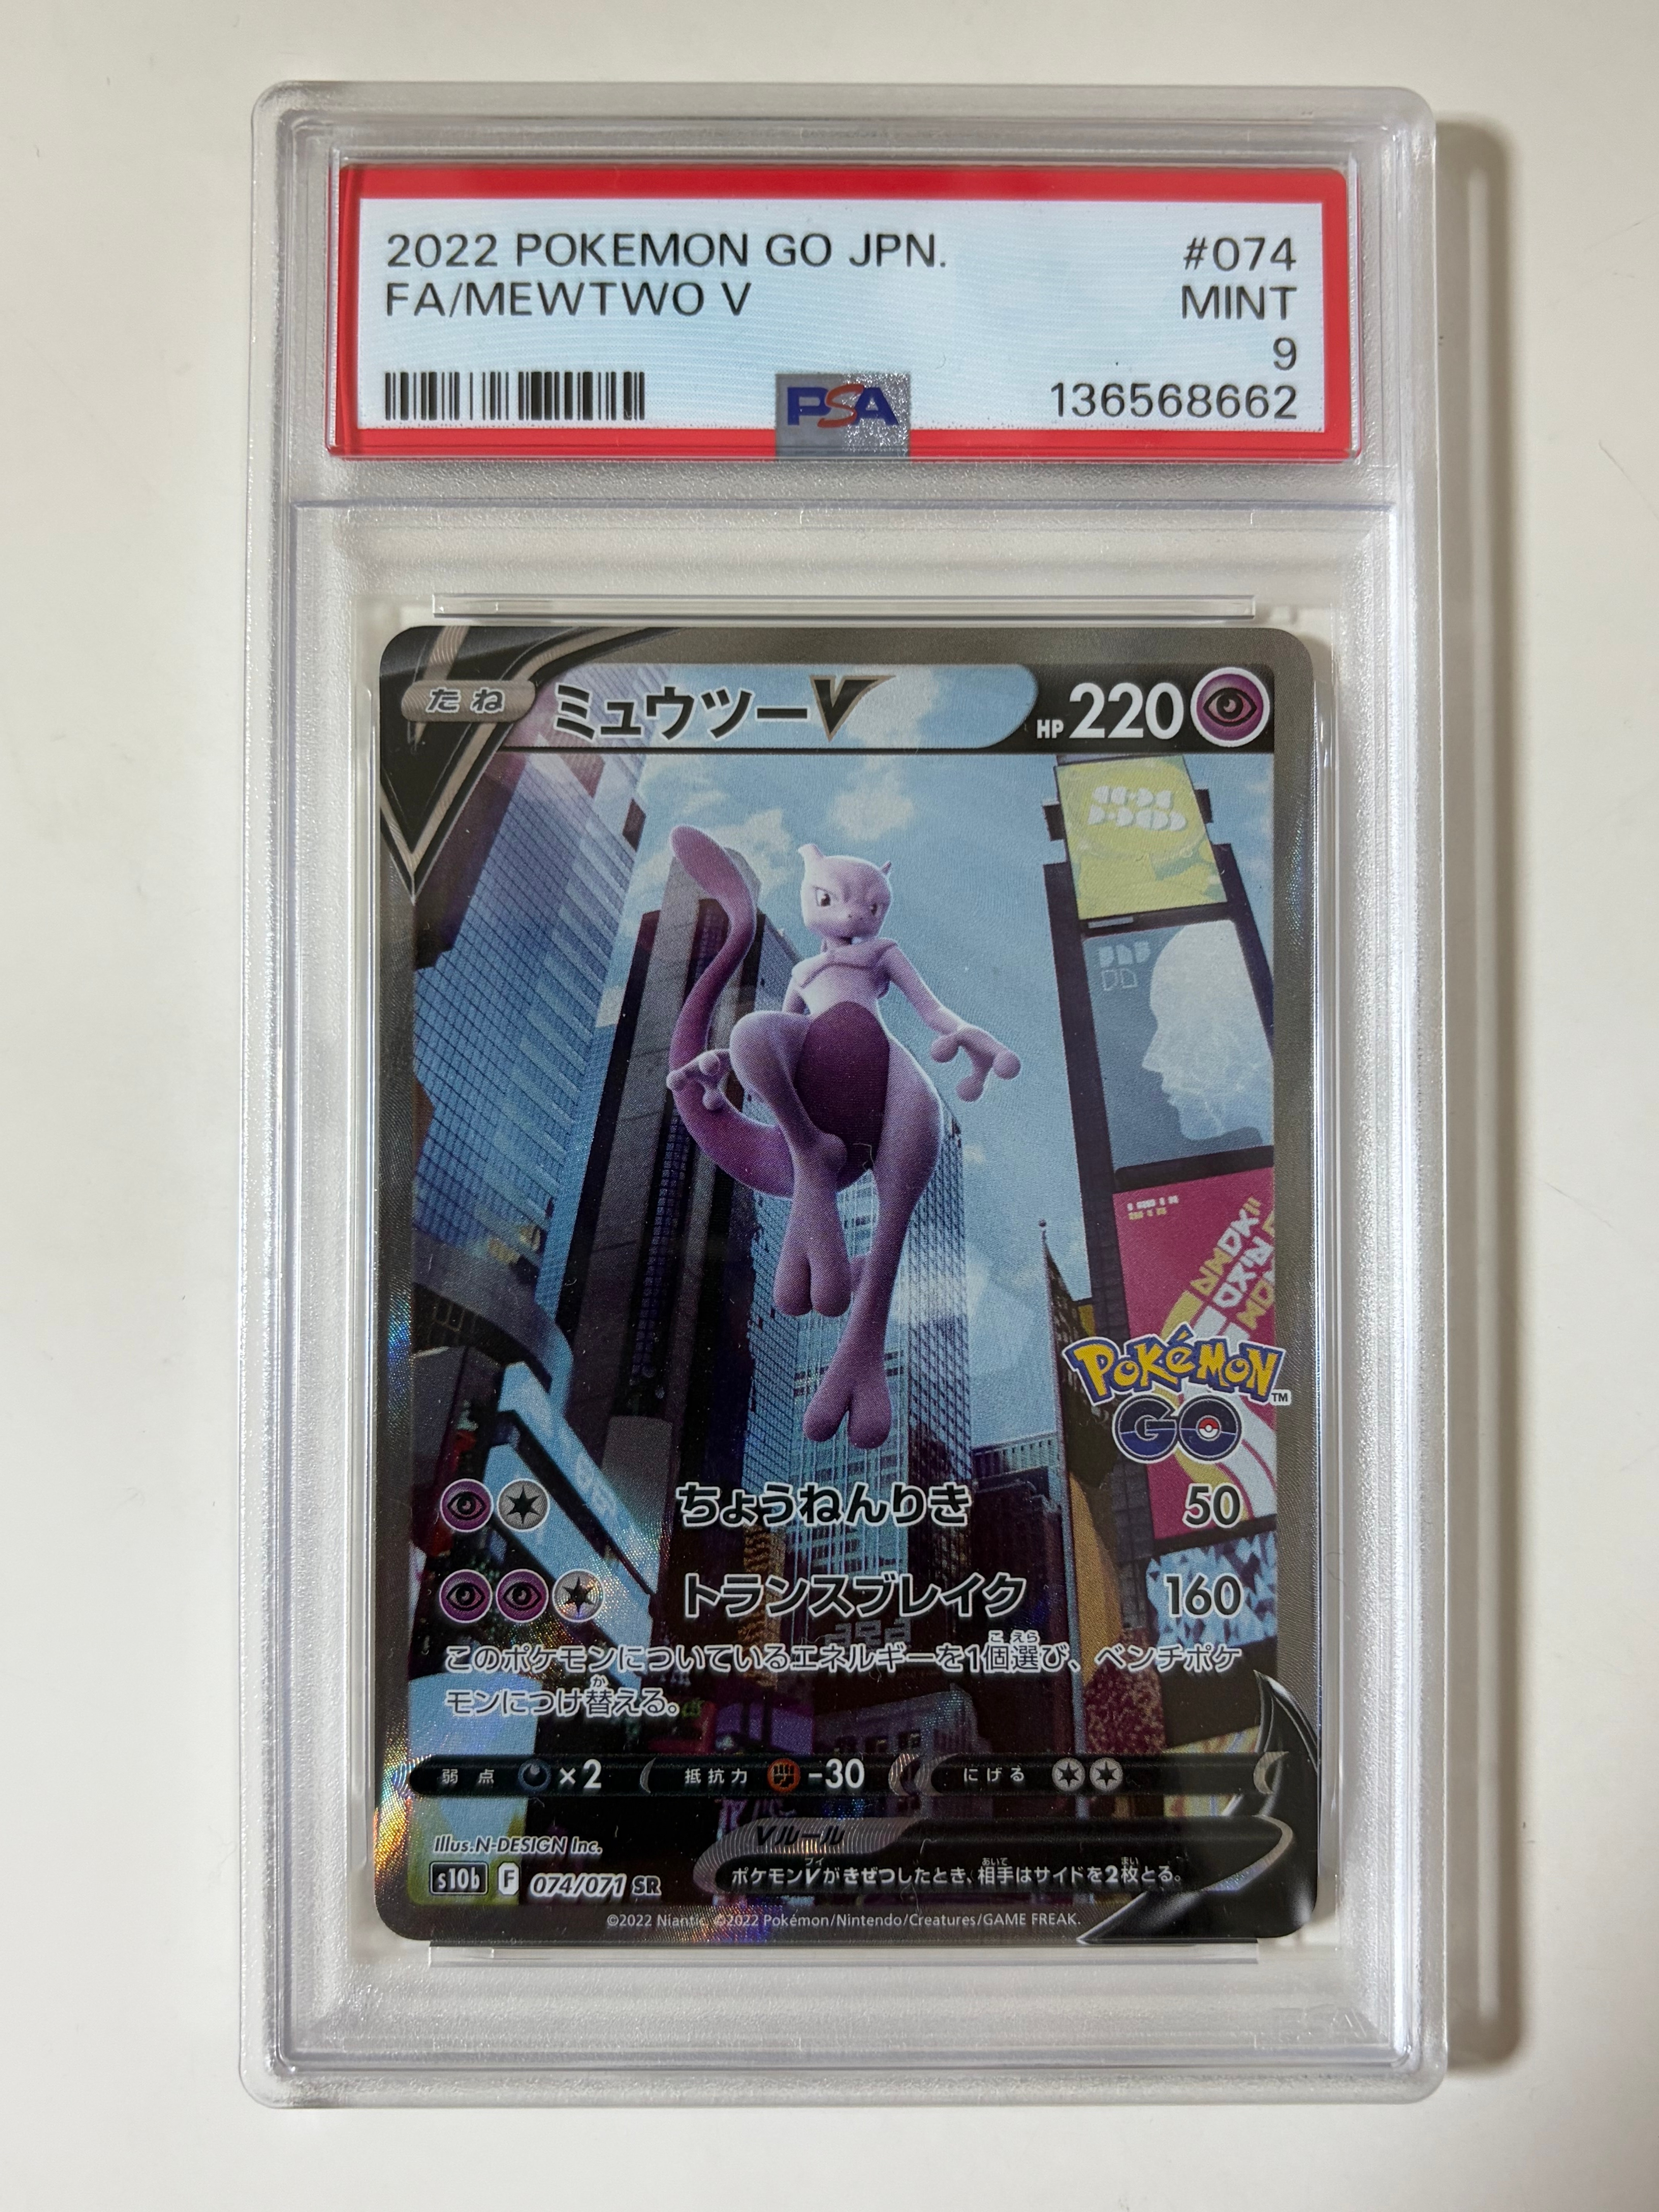 2022 POKEMON GO JPN. #074
FA/MEWTWO V MINT
9
PSA 136568662
たね ミュウツーV HP 220
Pokémon™
GO
ちょうねんりき 50
トランスブレイク 160
このポケモンについているエネルギーを1個選び、ベンチポケ
モンにつけ替える。
弱点 ×2 抵抗力 -30 にげる
Illus.N-DESIGN Inc.
Vルール
s10b F 074/071 SR
ポケモンVがきぜつしたとき、相手はサイドを2枚とる。
©2022 Niantic ©2022 Pokémon/Nintendo/Creatures/GAME FREAK.